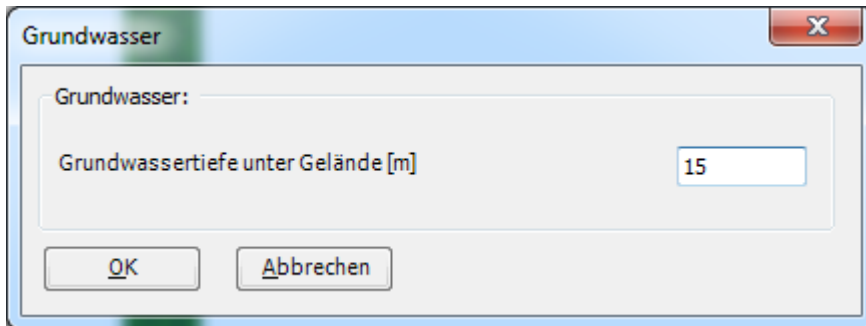 Grundwasser
Grundwasser:
Grundwassertiefe unter Gelände [m]
15
OK
Abbrechen